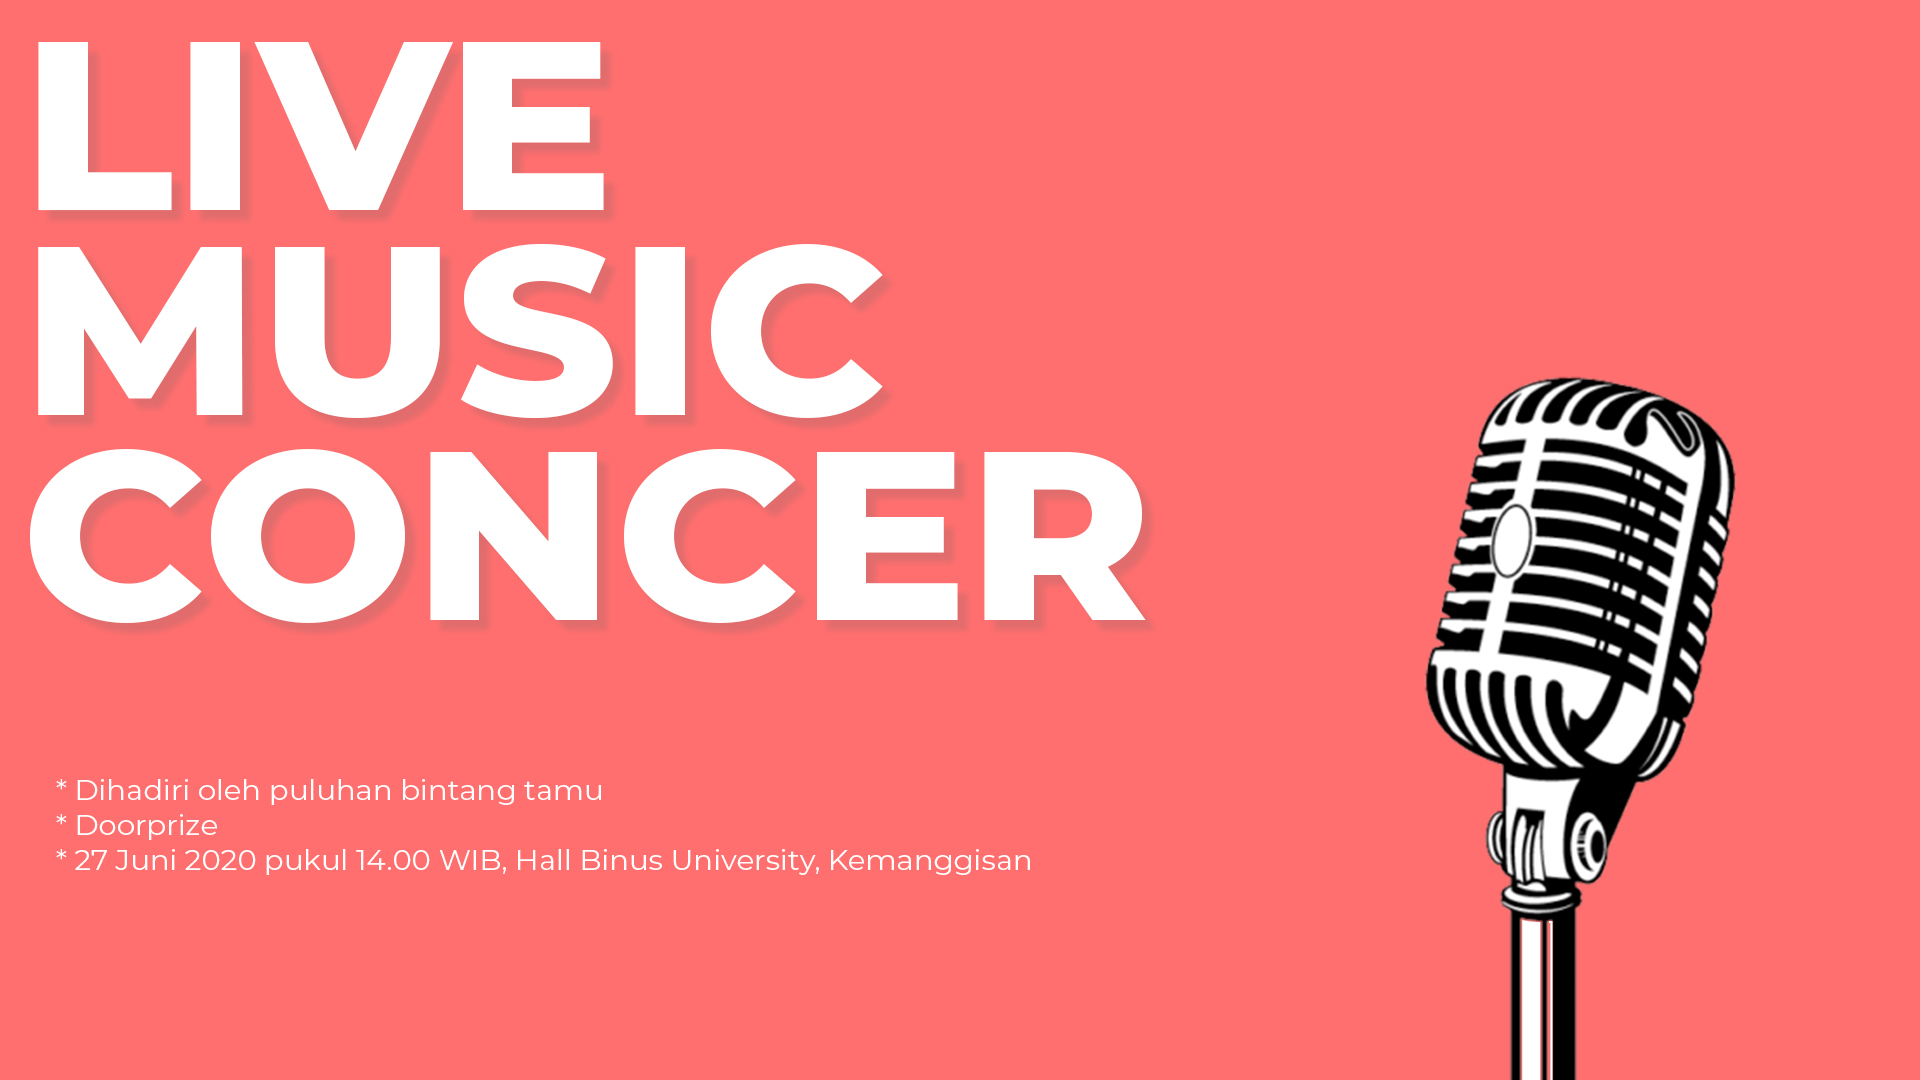 LIVE
MUSIC
CONCER
* Dihadiri oleh puluhan bintang tamu
* Doorprize
* 27 Juni 2020 pukul 14.00 WIB, Hall Binus University, Kemanggisan